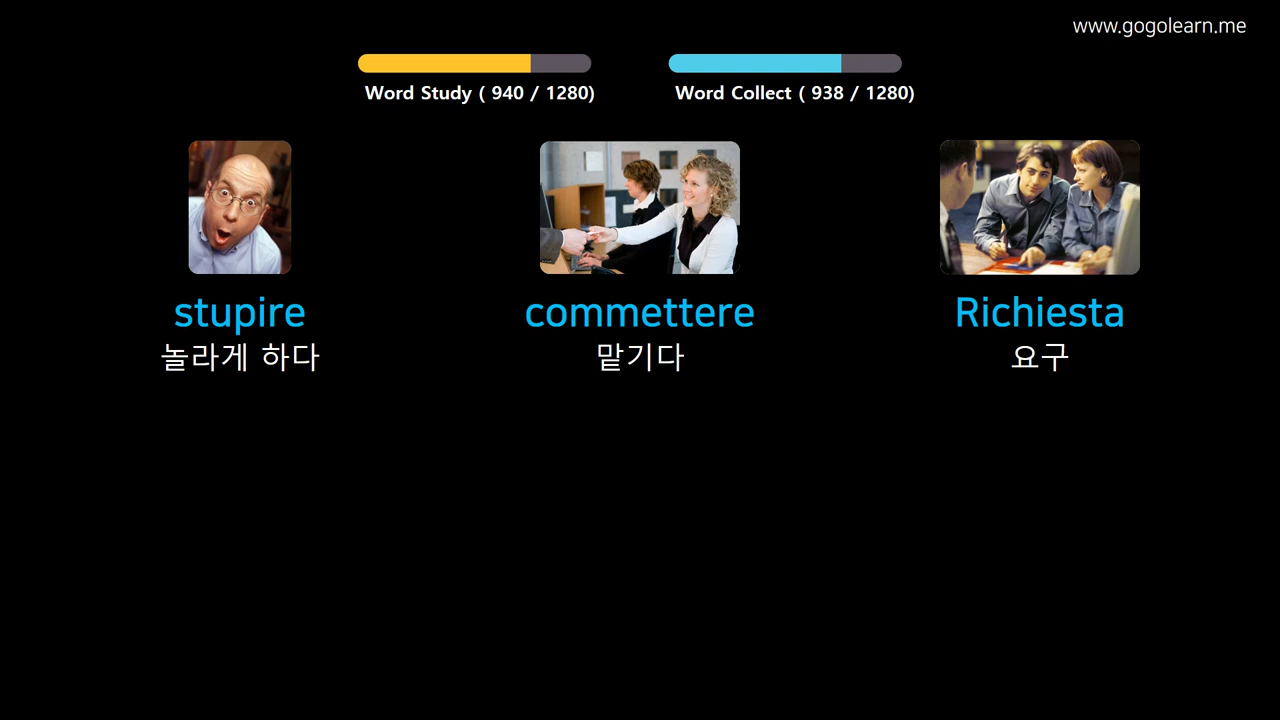 www.gogolearn.me
Word Study ( 940 / 1280)
Word Collect ( 938 / 1280)
stupire
놀라게 하다
commettere
맡기다
Richiesta
요구